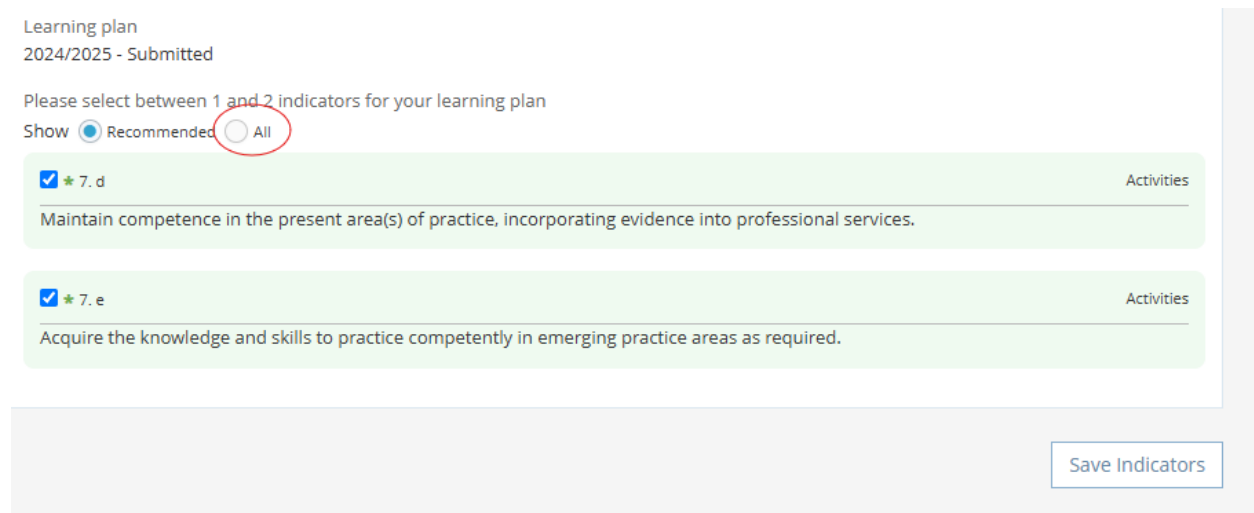 Learning plan
2024/2025 - Submitted
Please select between 1 and 2 indicators for your learning plan
Show Recommended All
* 7. d Activities
Maintain competence in the present area(s) of practice, incorporating evidence into professional services.
* 7. e Activities
Acquire the knowledge and skills to practice competently in emerging practice areas as required.
Save Indicators